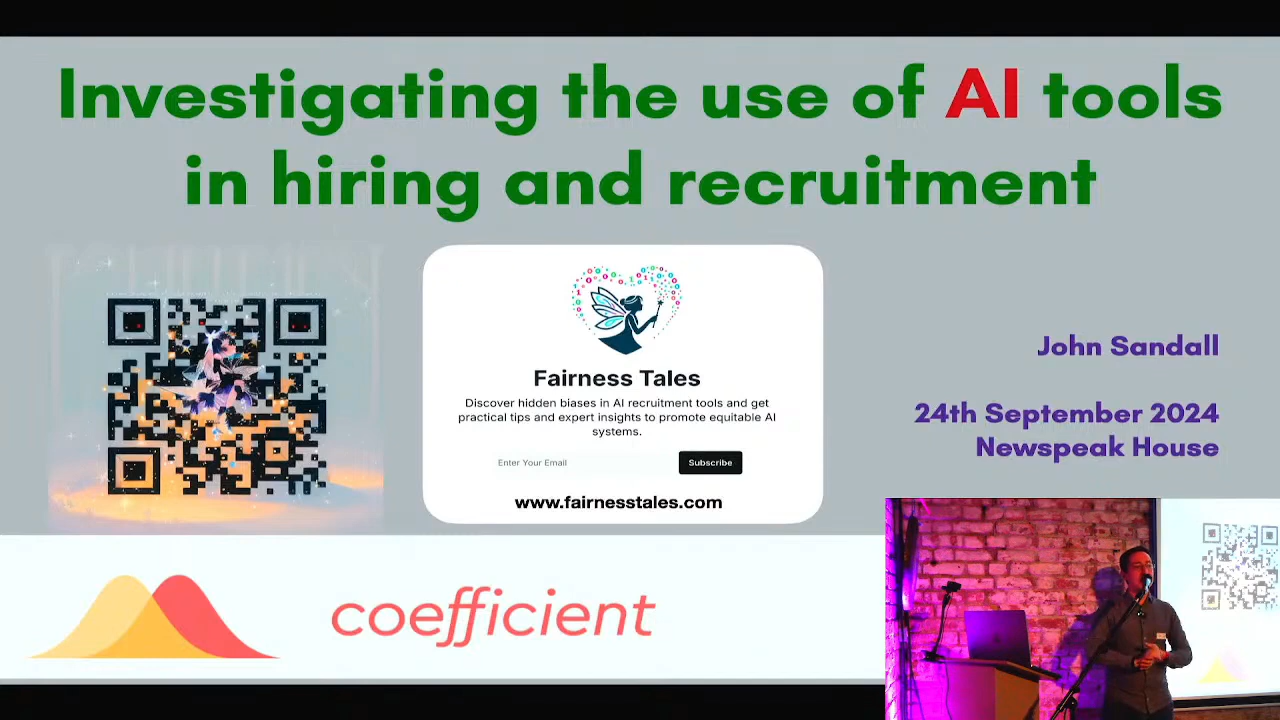 Investigating the use of AI tools
in hiring and recruitment
Fairness Tales
Discover hidden biases in AI recruitment tools and get
practical tips and expert insights to promote equitable AI
systems.
Enter Your Email
Subscribe
www.fairnesstales.com
John Sandall
24th September 2024
Newspeak House
coefficient